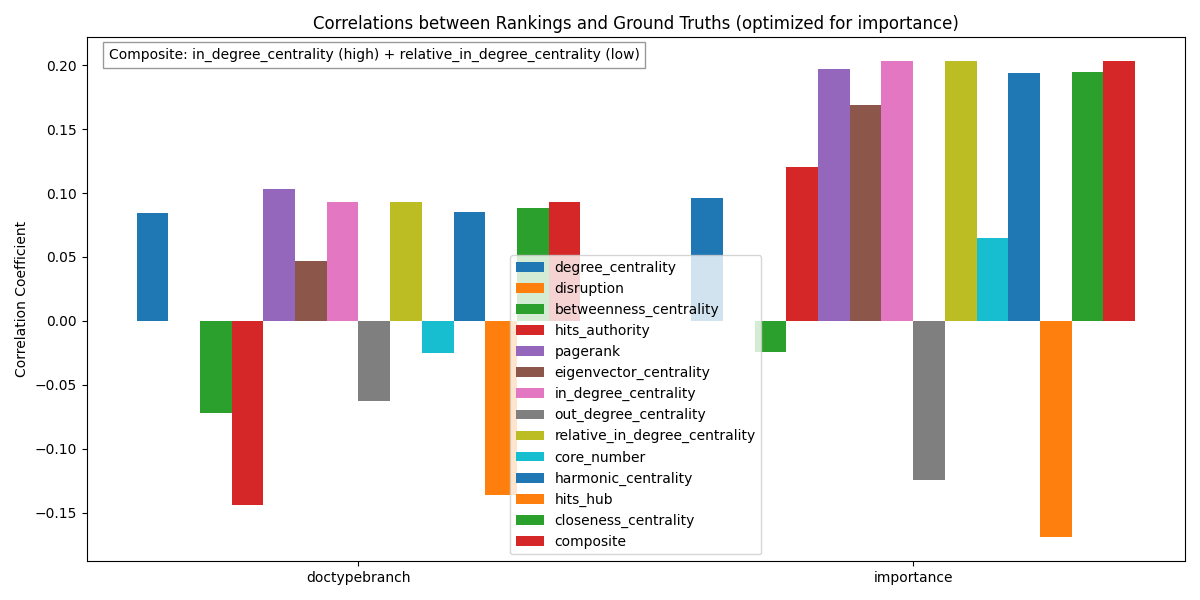 Correlations between Rankings and Ground Truths (optimized for importance)
Composite: in_degree_centrality (high) + relative_in_degree_centrality (low)
Correlation Coefficient
0.20
0.15
0.10
0.05
0.00
−0.05
−0.10
−0.15
degree_centrality
disruption
betweenness_centrality
hits_authority
pagerank
eigenvector_centrality
in_degree_centrality
out_degree_centrality
relative_in_degree_centrality
core_number
harmonic_centrality
hits_hub
closeness_centrality
composite
doctypebranch
importance